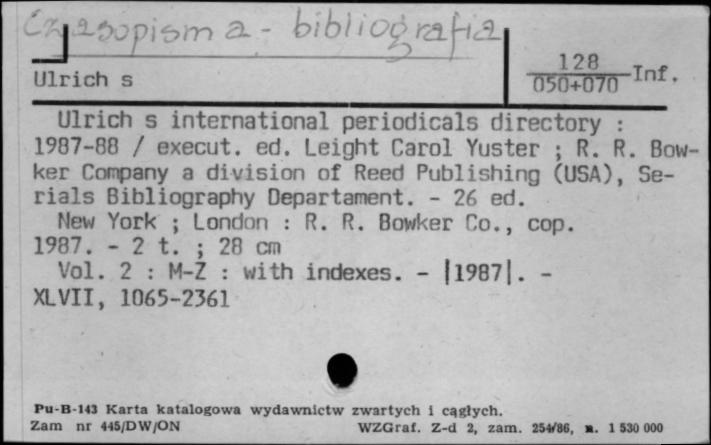 Czasopisma - bibliografia
Ulrich s
128
050+070 Inf.
Ulrich s international periodicals directory :
1987-88 / execut. ed. Leight Carol Yuster ; R. R. Bow-
ker Company a division of Reed Publishing (USA), Se-
rials Bibliography Departament. - 26 ed.
New York ; London : R. R. Bowker Co., cop.
1987. - 2 t. ; 28 cm
Vol. 2 : M-Z : with indexes. - |1987|. -
XLVII, 1065-2361
Pu-B-143 Karta katalogowa wydawnictw zwartych i cągłych.
Zam nr 445/DW/ON WZGraf. Z-d 2, zam. 254/86, n. 1 530 000